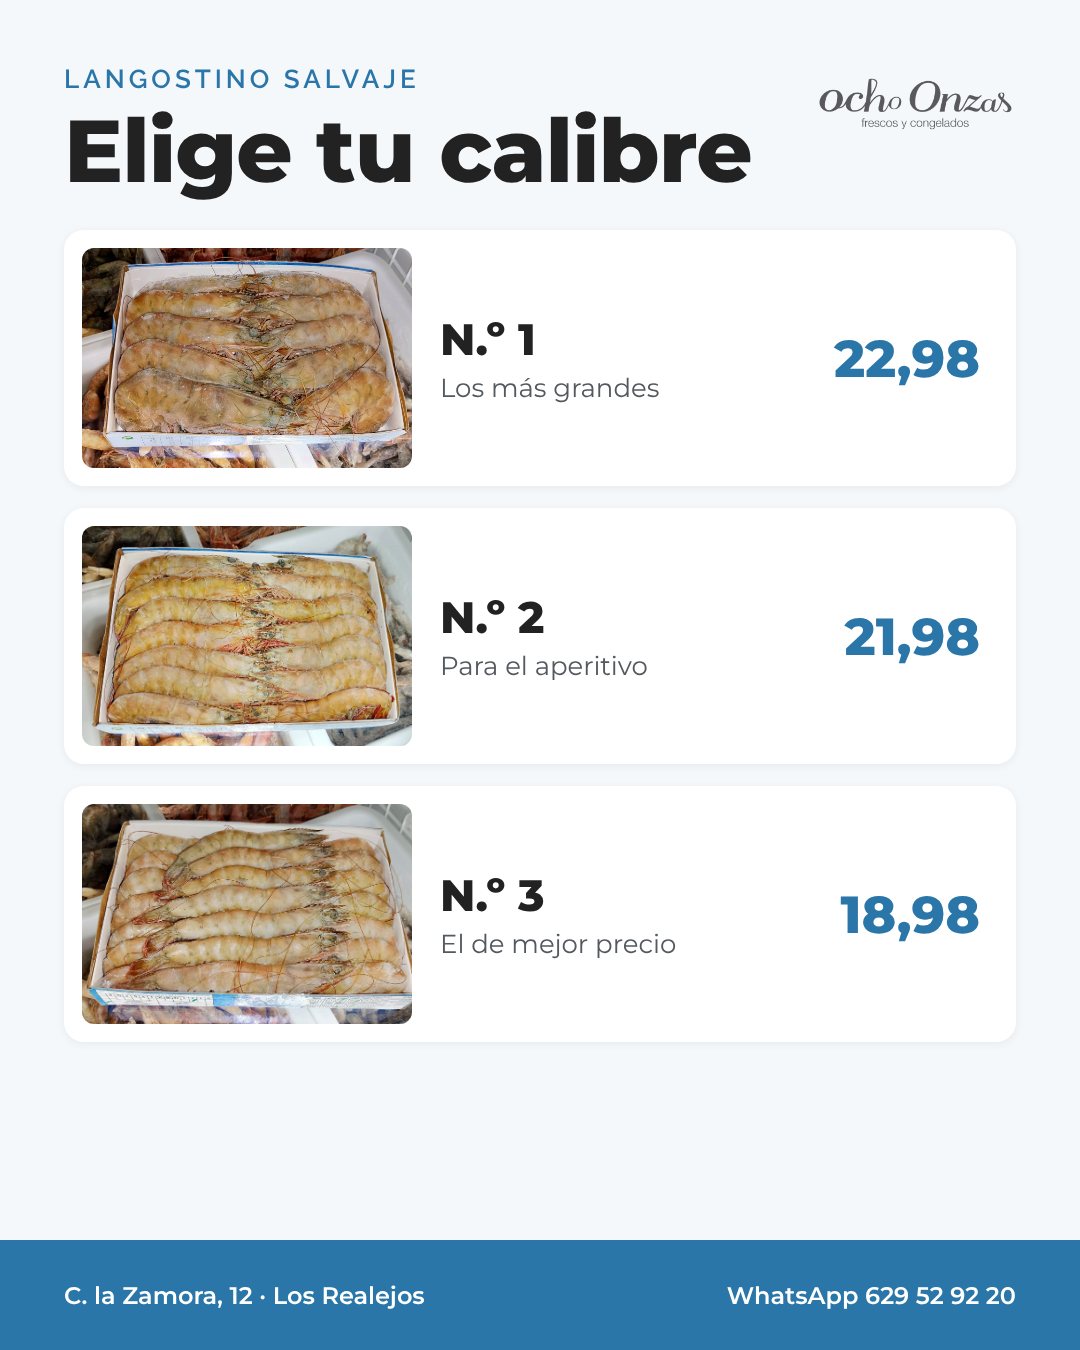 LANGOSTINO SALVAJE
Elige tu calibre
ocho Onzas
frescos y congelados
N.º 1
Los más grandes
22,98
N.º 2
Para el aperitivo
21,98
N.º 3
El de mejor precio
18,98
C. la Zamora, 12 · Los Realejos
WhatsApp 629 52 92 20